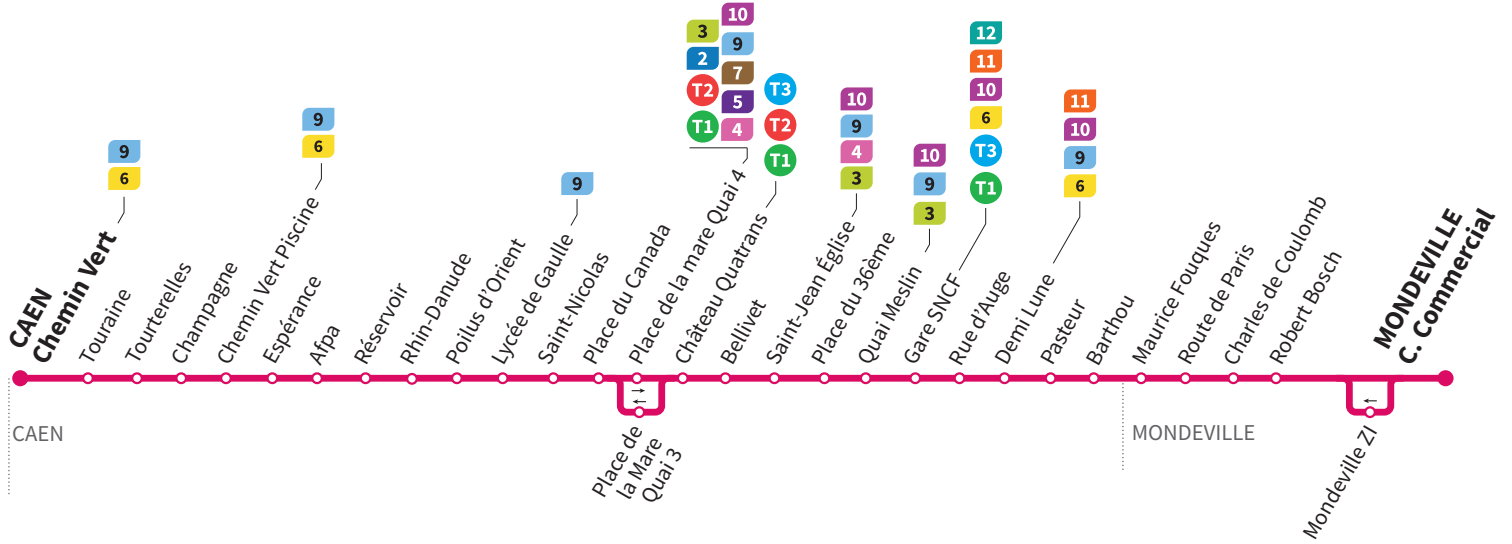 9
6
CAEN
Chemin Vert
Touraine
Tourterelles
Champagne
9
6
Chemin Vert Piscine
Espérance
Afpa
Réservoir
Rhin-Danude
Poilus d'Orient
9
Lycée de Gaulle
Saint-Nicolas
Place du Canada
3
2
T2
T1
10
9
7
5
4
Place de la mare Quai 4
T3
T2
T1
Château Quatrans
Bellivet
10
9
4
3
Saint-Jean Église
Place du 36ème
10
9
3
Quai Meslin
12
11
10
6
T3
T1
Gare SNCF
Rue d'Auge
11
10
9
6
Demi Lune
Pasteur
Barthou
Maurice Fouques
Route de Paris
Charles de Coulomb
Robert Bosch
MONDEVILLE
C. Commercial
→
←
←
CAEN
MONDEVILLE
Place de
la Mare
Quai 3
Mondeville ZI